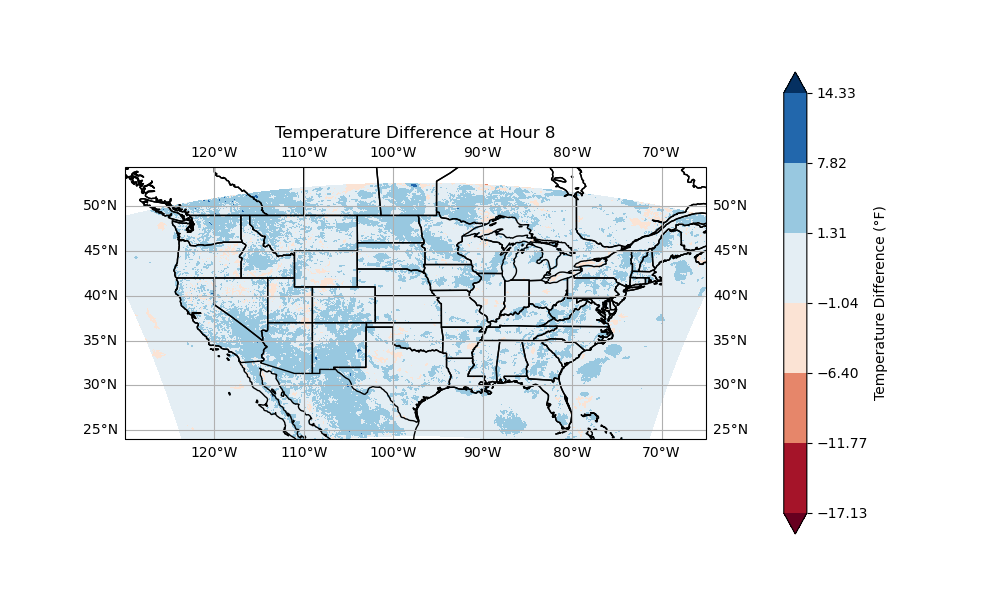 Temperature Difference at Hour 8
120°W 110°W 100°W 90°W 80°W 70°W
50°N 50°N
45°N 45°N
40°N 40°N
35°N 35°N
30°N 30°N
25°N 25°N
120°W 110°W 100°W 90°W 80°W 70°W
14.33
7.82
1.31
−1.04
−6.40
−11.77
−17.13
Temperature Difference (°F)